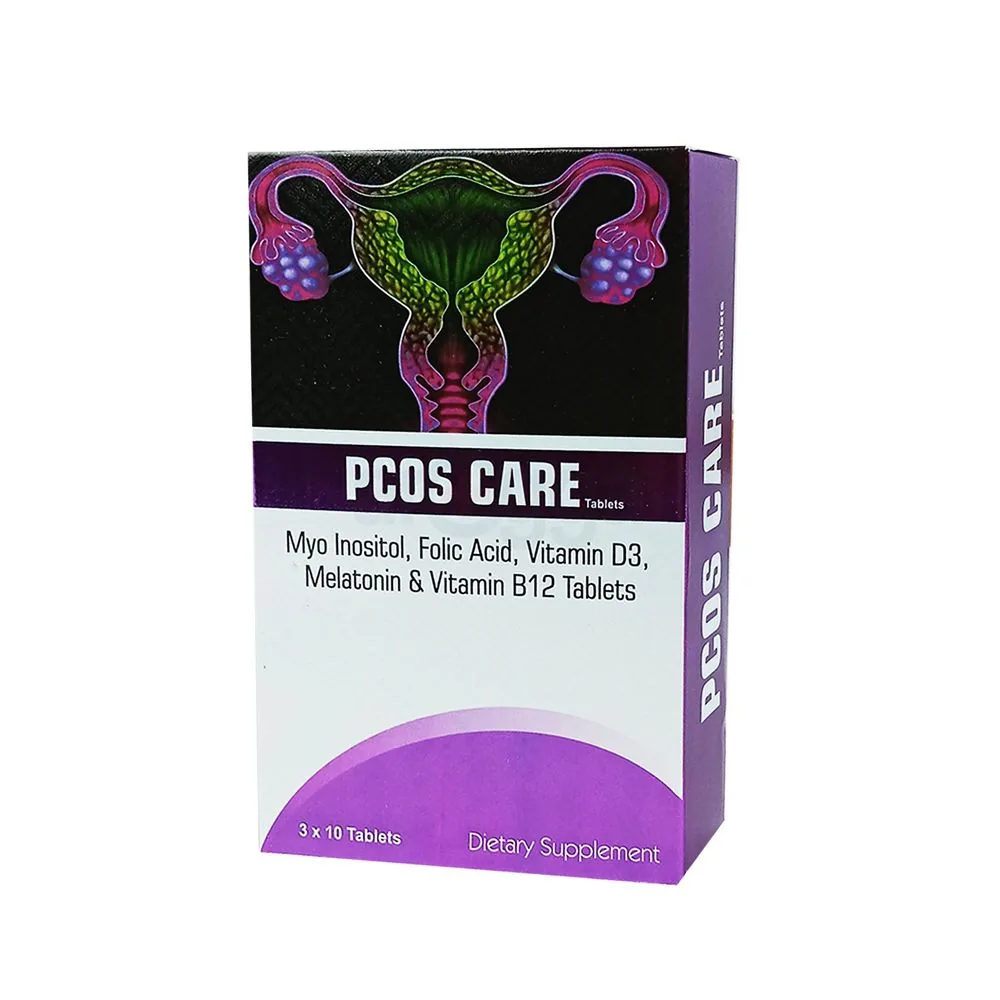 PCOS CARE
Tablets
Myo Inositol, Folic Acid, Vitamin D3,
Melatonin & Vitamin B12 Tablets
3 x 10 Tablets
Dietary Supplement
PCOS CARE
Tablets